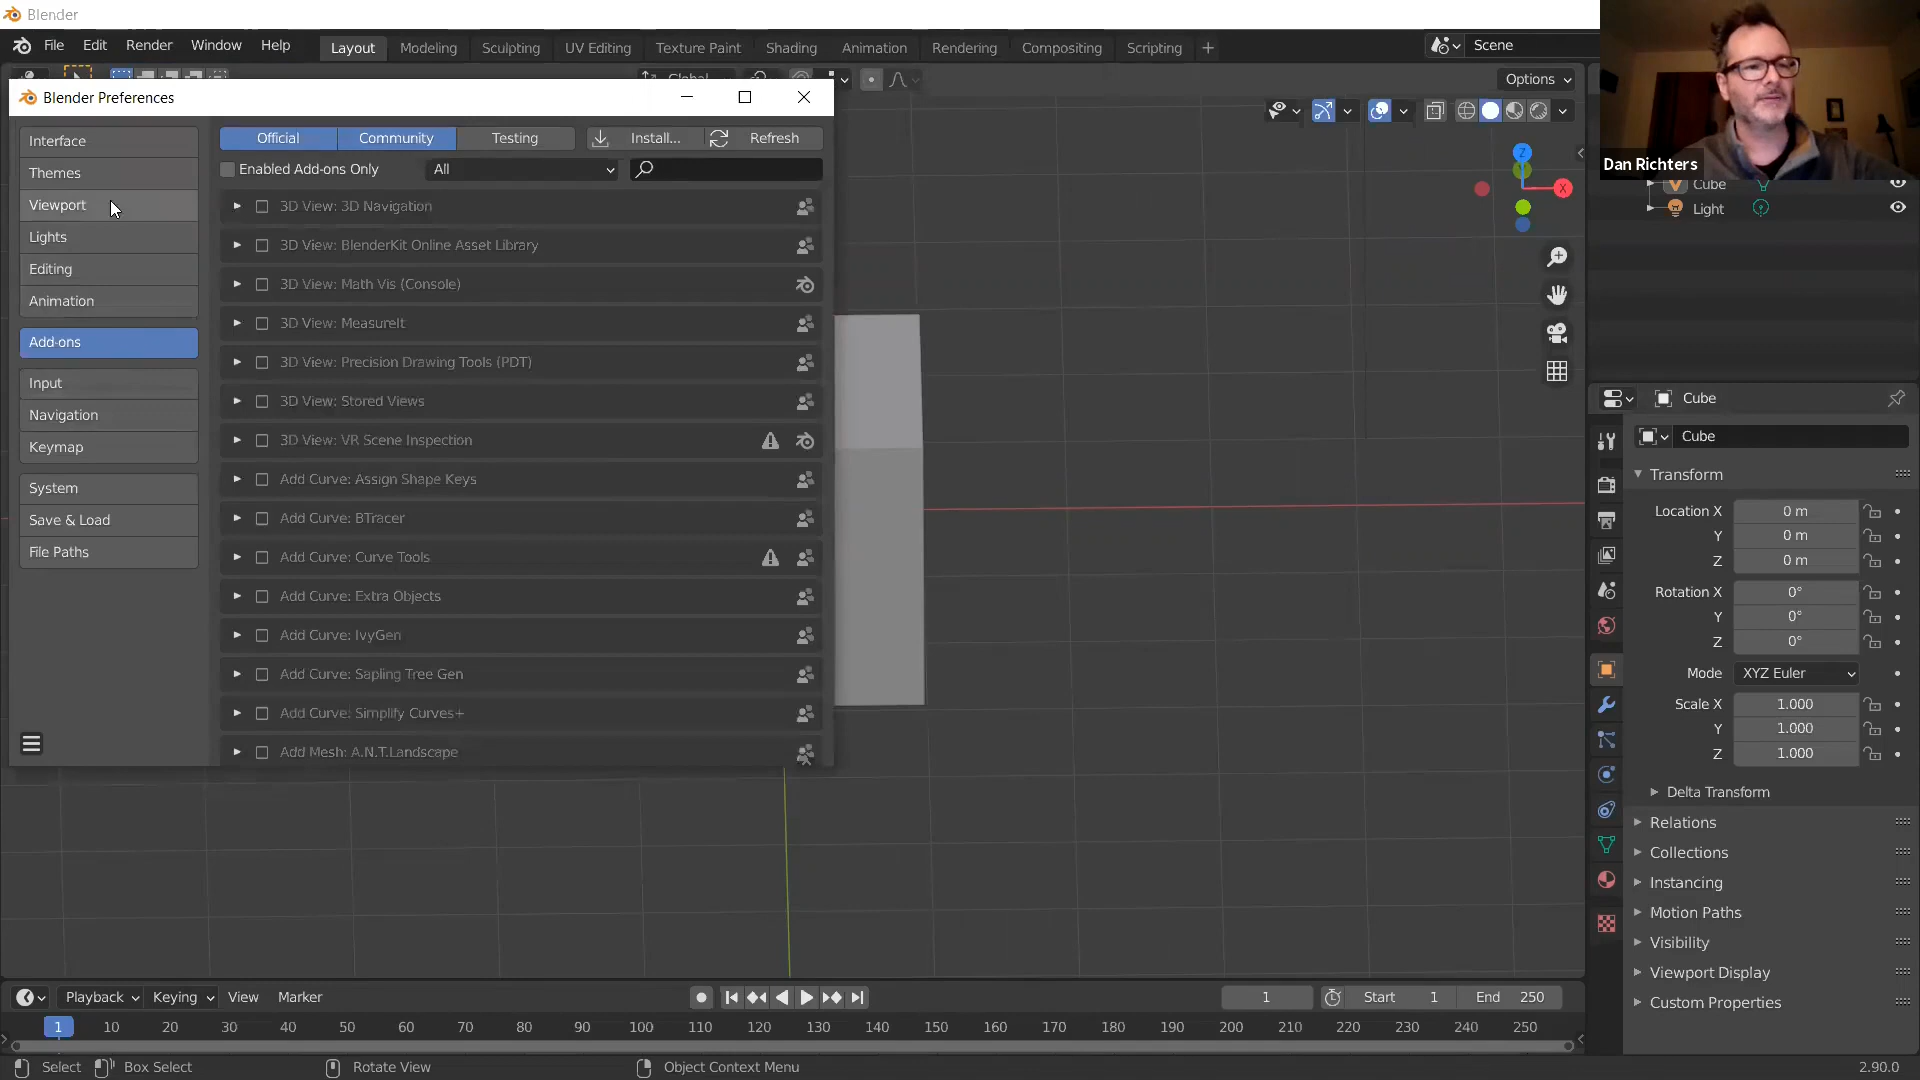 Blender
File Edit Render Window Help Layout Modeling Sculpting UV Editing Texture Paint Shading Animation Rendering Compositing Scripting + Scene
Global Options
Blender Preferences
Interface
Themes
Viewport
Lights
Editing
Animation
Add-ons
Input
Navigation
Keymap
System
Save & Load
File Paths
Official Community Testing Install... Refresh
Enabled Add-ons Only All
3D View: 3D Navigation
3D View: BlenderKit Online Asset Library
3D View: Math Vis (Console)
3D View: MeasureIt
3D View: Precision Drawing Tools (PDT)
3D View: Stored Views
3D View: VR Scene Inspection
Add Curve: Assign Shape Keys
Add Curve: BTracer
Add Curve: Curve Tools
Add Curve: Extra Objects
Add Curve: IvyGen
Add Curve: Sapling Tree Gen
Add Curve: Simplify Curves+
Add Mesh: A.N.T.Landscape
Z
X
Dan Richters
Cube
Light
Cube
Cube
Transform
Location X 0 m
Y 0 m
Z 0 m
Rotation X 0°
Y 0°
Z 0°
Mode XYZ Euler
Scale X 1.000
Y 1.000
Z 1.000
Delta Transform
Relations
Collections
Instancing
Motion Paths
Visibility
Viewport Display
Custom Properties
Playback Keying View Marker 1 Start 1 End 250
1 10 20 30 40 50 60 70 80 90 100 110 120 130 140 150 160 170 180 190 200 210 220 230 240 250
Select Box Select Rotate View Object Context Menu 2.90.0